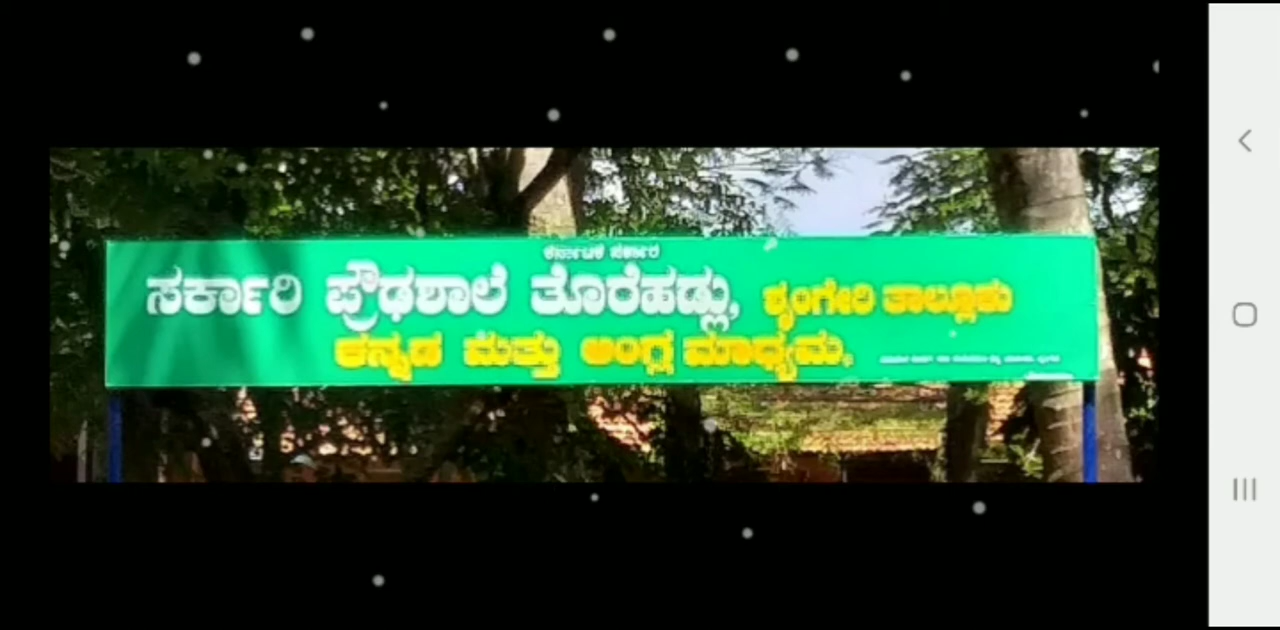 ಕರ್ನಾಟಕ ಸರ್ಕಾರ
ಸರ್ಕಾರಿ ಪ್ರೌಢಶಾಲೆ ತೊರೆಹಡ್ಲು, ಶೃಂಗೇರಿ ತಾಲ್ಲೂಕು
ಕನ್ನಡ ಮತ್ತು ಆಂಗ್ಲ ಮಾಧ್ಯಮ.